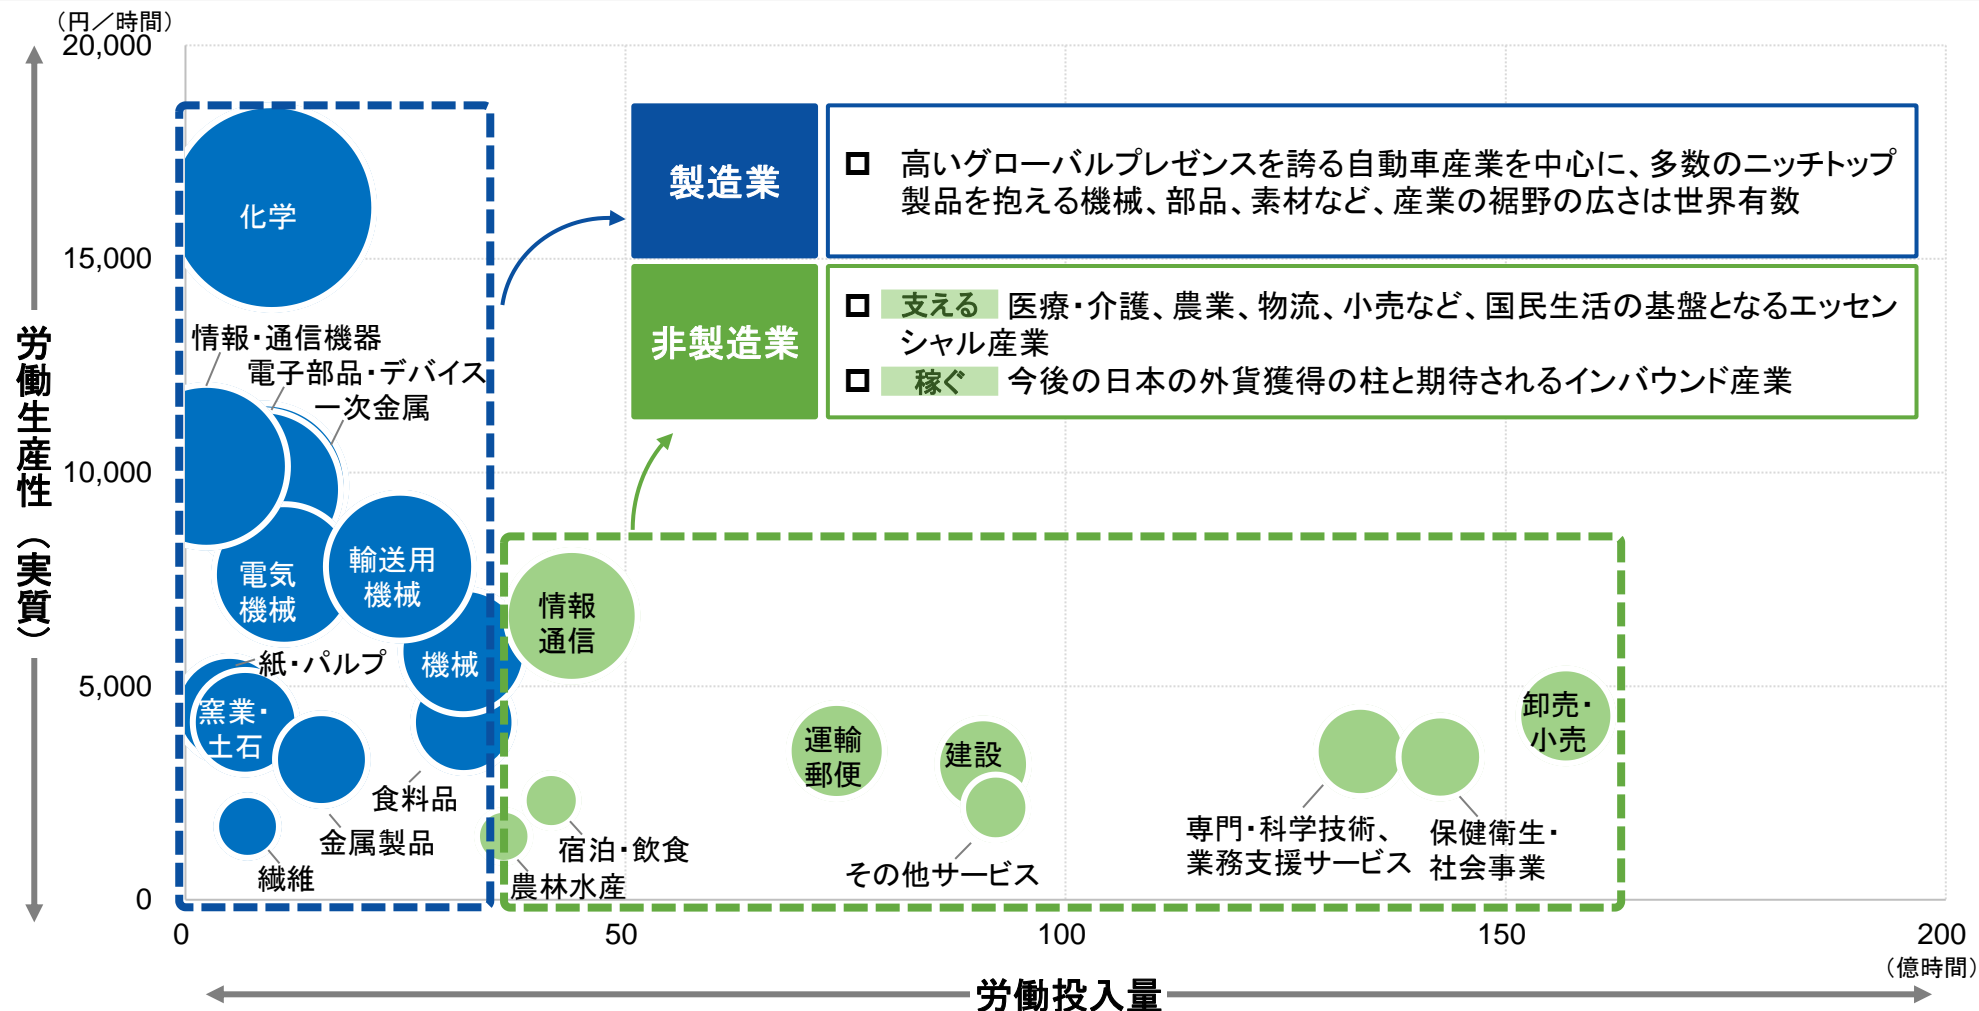 （円／時間）
20,000
15,000
10,000
5,000
0
労働生産性（実質）
製造業
高いグローバルプレゼンスを誇る自動車産業を中心に、多数のニッチトップ
製品を抱える機械、部品、素材など、産業の裾野の広さは世界有数
非製造業
支える 医療・介護、農業、物流、小売など、国民生活の基盤となるエッセン
シャル産業
稼ぐ 今後の日本の外貨獲得の柱と期待されるインバウンド産業
化学
情報・通信機器
電子部品・デバイス
一次金属
電気
機械
輸送用
機械
機械
紙・パルプ
窯業・
土石
食料品
金属製品
繊維
情報
通信
宿泊・飲食
農林水産
運輸
郵便
建設
その他サービス
専門・科学技術、
業務支援サービス
保健衛生・
社会事業
卸売・
小売
0
50
100
150
200
（億時間）
労働投入量